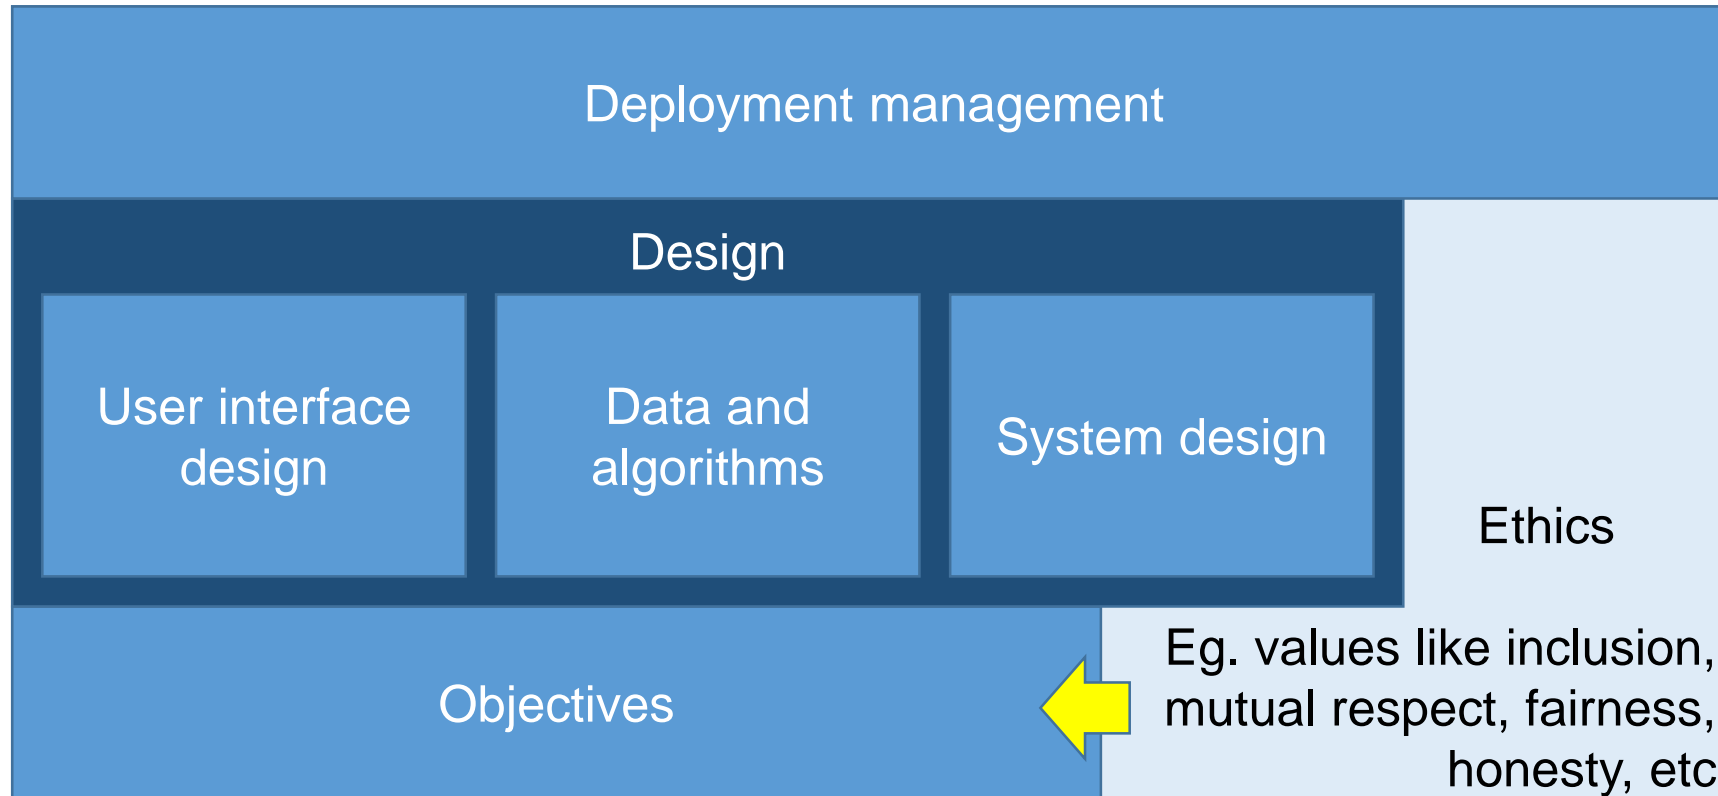 Deployment management
Design
User interface
design
Data and
algorithms
System design
Ethics
Objectives
Eg. values like inclusion,
mutual respect, fairness,
honesty, etc